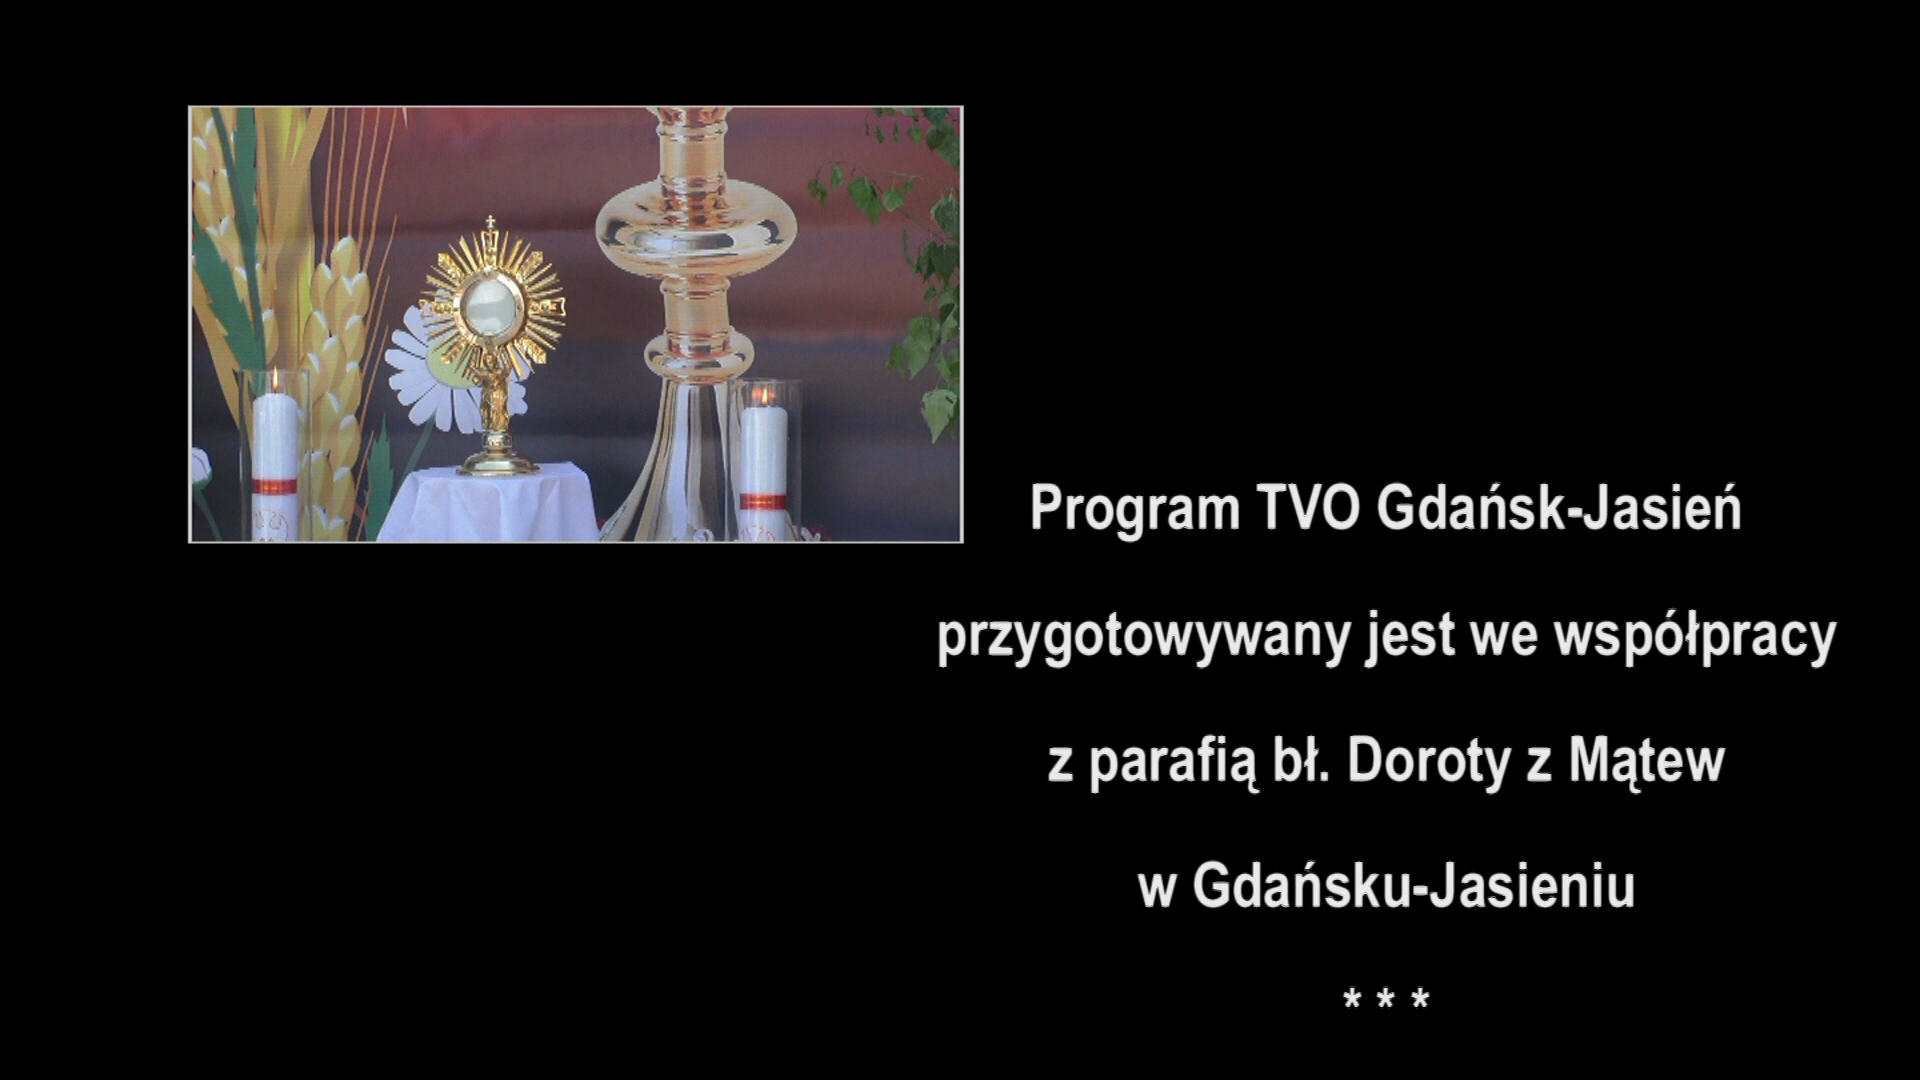 Program TVO Gdańsk-Jasień
przygotowywany jest we współpracy
z parafią bł. Doroty z Mątew
w Gdańsku-Jasieniu
* * *